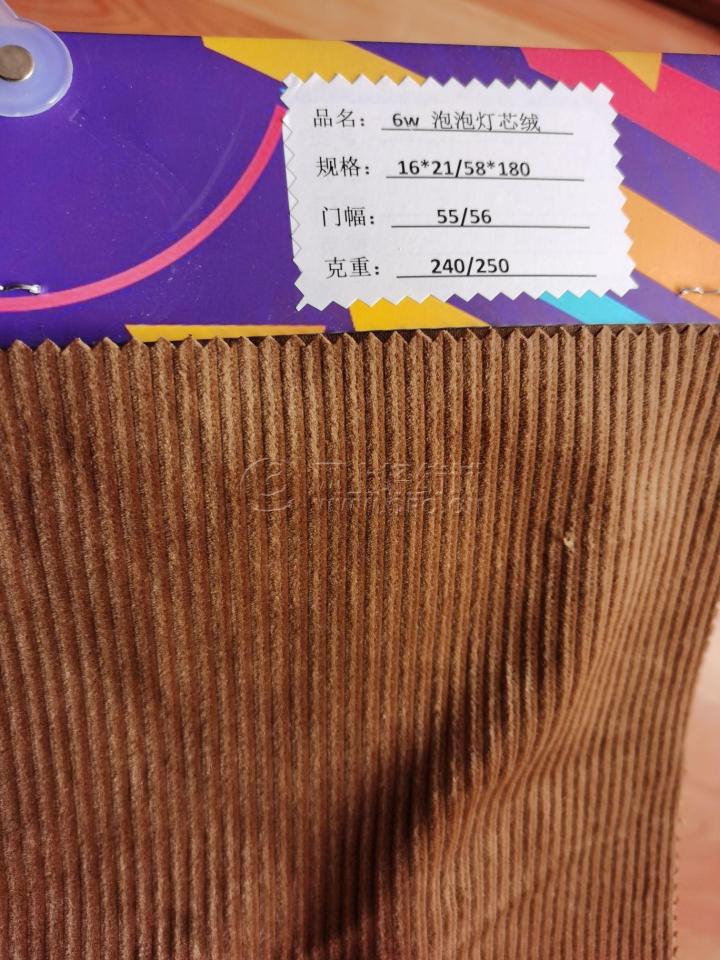 品名： 6w 泡泡灯芯绒
规格： 16*21/58*180
门幅： 55/56
克重： 240/250